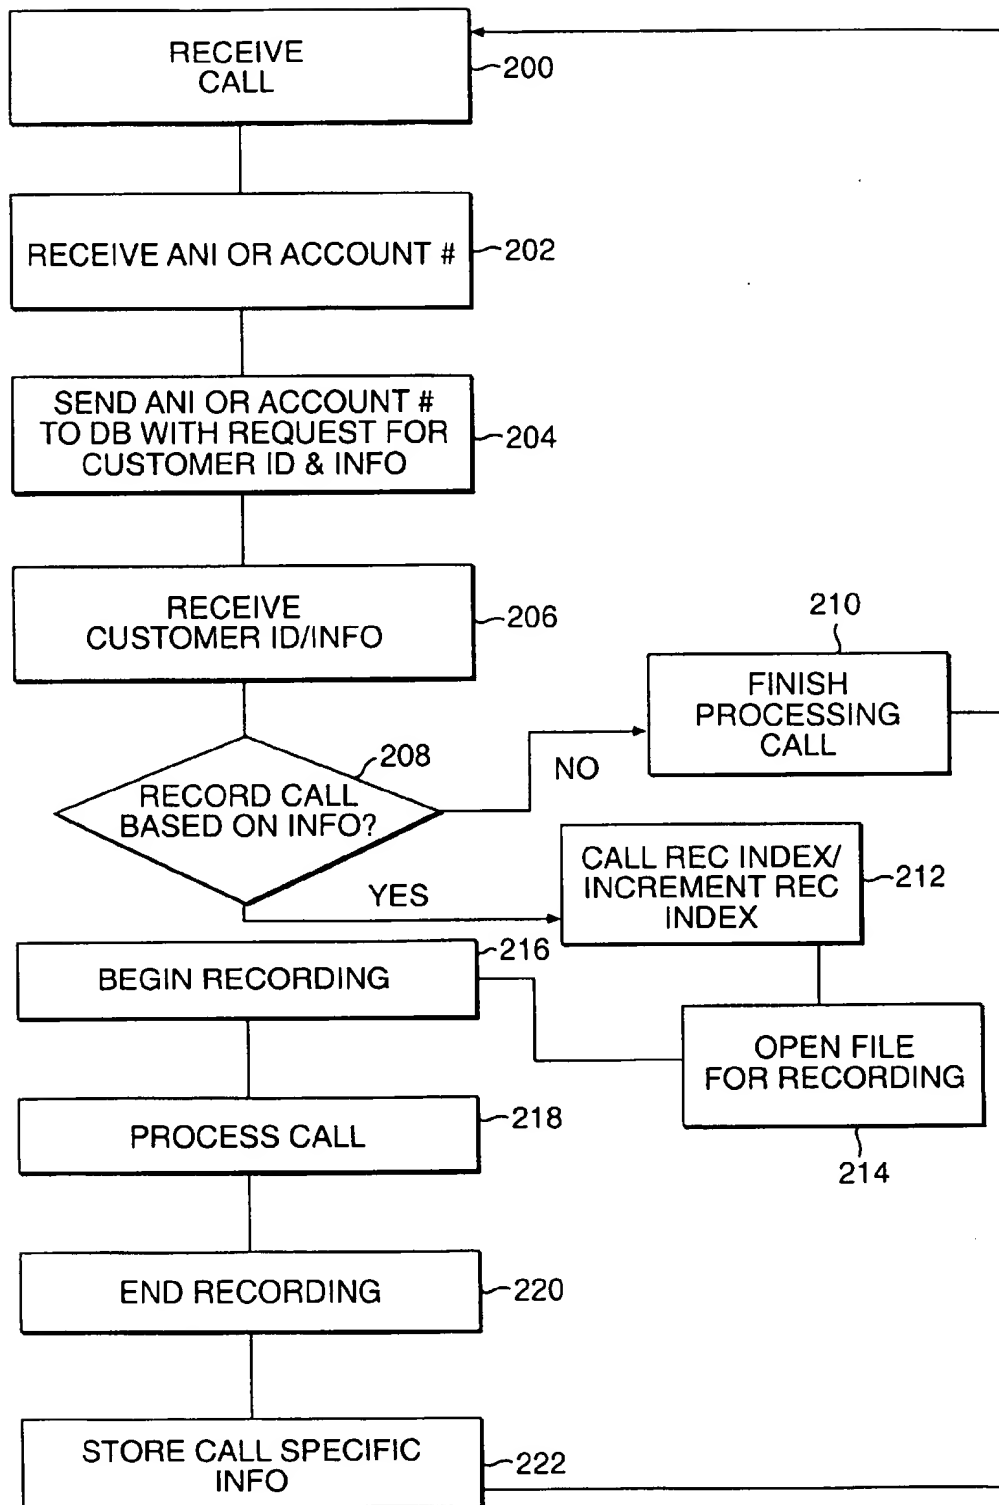 RECEIVE
CALL
200
RECEIVE ANI OR ACCOUNT #
202
SEND ANI OR ACCOUNT #
TO DB WITH REQUEST FOR
CUSTOMER ID & INFO
204
RECEIVE
CUSTOMER ID/INFO
206
208
RECORD CALL
BASED ON INFO?
NO
210
FINISH
PROCESSING
CALL
YES
CALL REC INDEX/
INCREMENT REC
INDEX
212
OPEN FILE
FOR RECORDING
214
BEGIN RECORDING
216
PROCESS CALL
218
END RECORDING
220
STORE CALL SPECIFIC
INFO
222